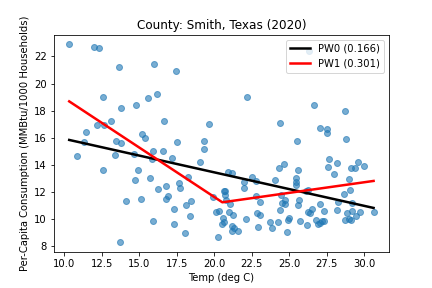 County: Smith, Texas (2020)
Per-Capita Consumption (MMBtu/1000 Households)
22
20
18
16
14
12
10
8
PW0 (0.166)
PW1 (0.301)
10.0 12.5 15.0 17.5 20.0 22.5 25.0 27.5 30.0
Temp (deg C)